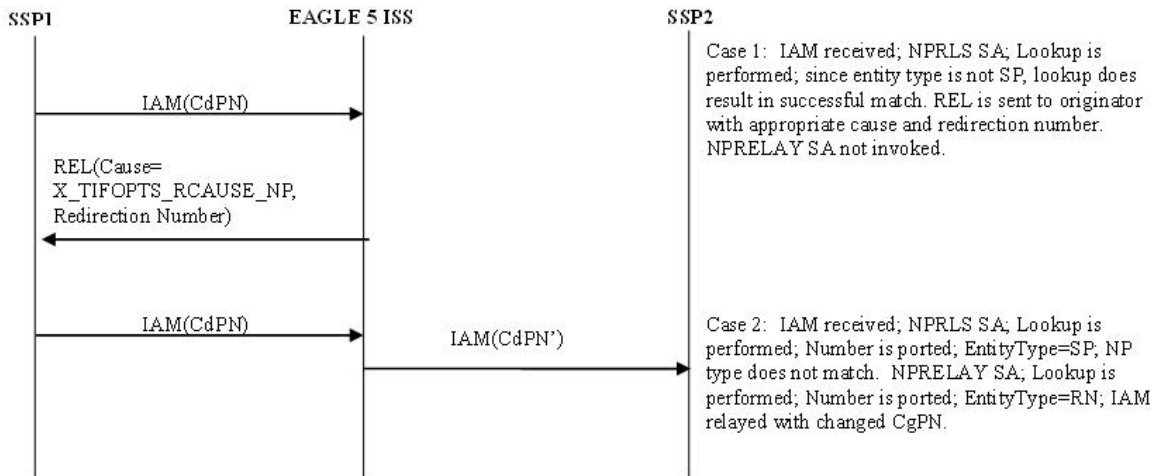 SSP1 EAGLE 5 ISS SSP2
Case 1: IAM received; NPRLS SA; Lookup is
performed; since entity type is not SP, lookup does
result in successful match. REL is sent to originator
with appropriate cause and redirection number.
NPRELAY SA not invoked.
IAM(CdPN)
REL(Cause=
X_TIFOPTS_RCAUSE_NP,
Redirection Number)
IAM(CdPN)
IAM(CdPN’)
Case 2: IAM received; NPRLS SA; Lookup is
performed; Number is ported; EntityType=SP; NP
type does not match. NPRELAY SA; Lookup is
performed; Number is ported; EntityType=RN; IAM
relayed with changed CgPN.